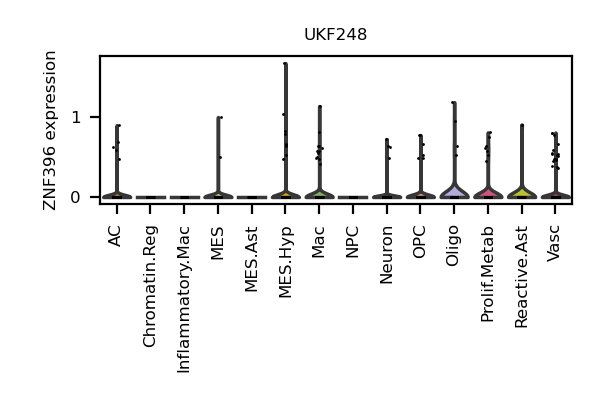 UKF248
ZNF396 expression
1
0
AC
Chromatin.Reg
Inflammatory.Mac
MES
MES.Ast
MES.Hyp
Mac
NPC
Neuron
OPC
Oligo
Prolif.Metab
Reactive.Ast
Vasc